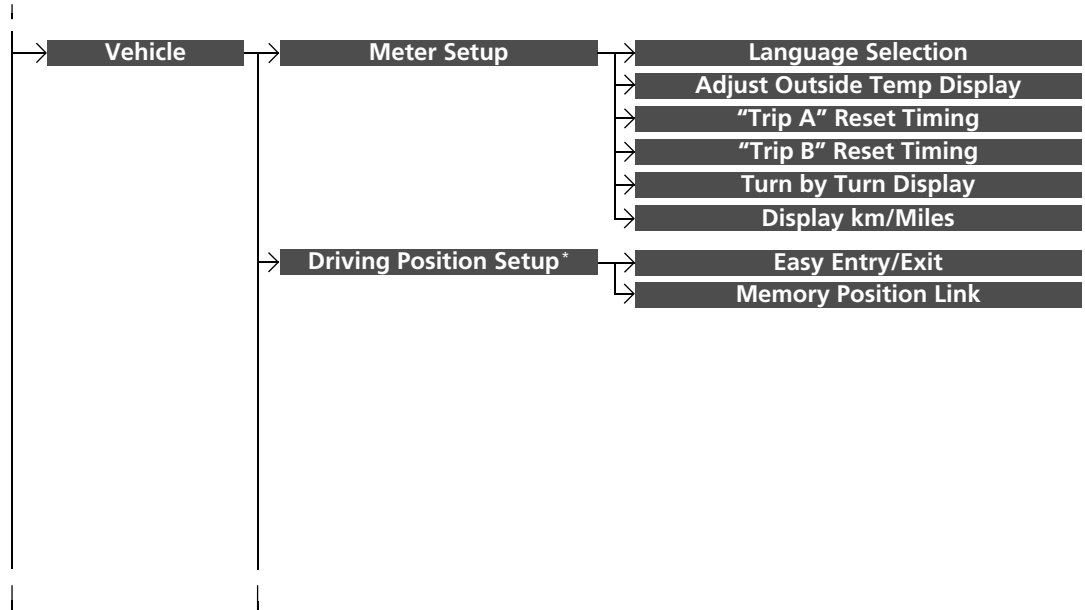 Vehicle
Meter Setup
Language Selection
Adjust Outside Temp Display
“Trip A” Reset Timing
“Trip B” Reset Timing
Turn by Turn Display
Display km/Miles
Driving Position Setup*
Easy Entry/Exit
Memory Position Link